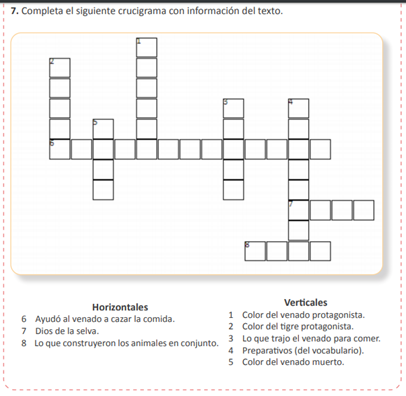 7. Completa el siguiente crucigrama con información del texto.
1
2
3
4
5
6
7
8
Horizontales
6 Ayudó al venado a cazar la comida.
7 Dios de la selva.
8 Lo que construyeron los animales en conjunto.
Verticales
1 Color del venado protagonista.
2 Color del tigre protagonista.
3 Lo que trajo el venado para comer.
4 Preparativos (del vocabulario).
5 Color del venado muerto.